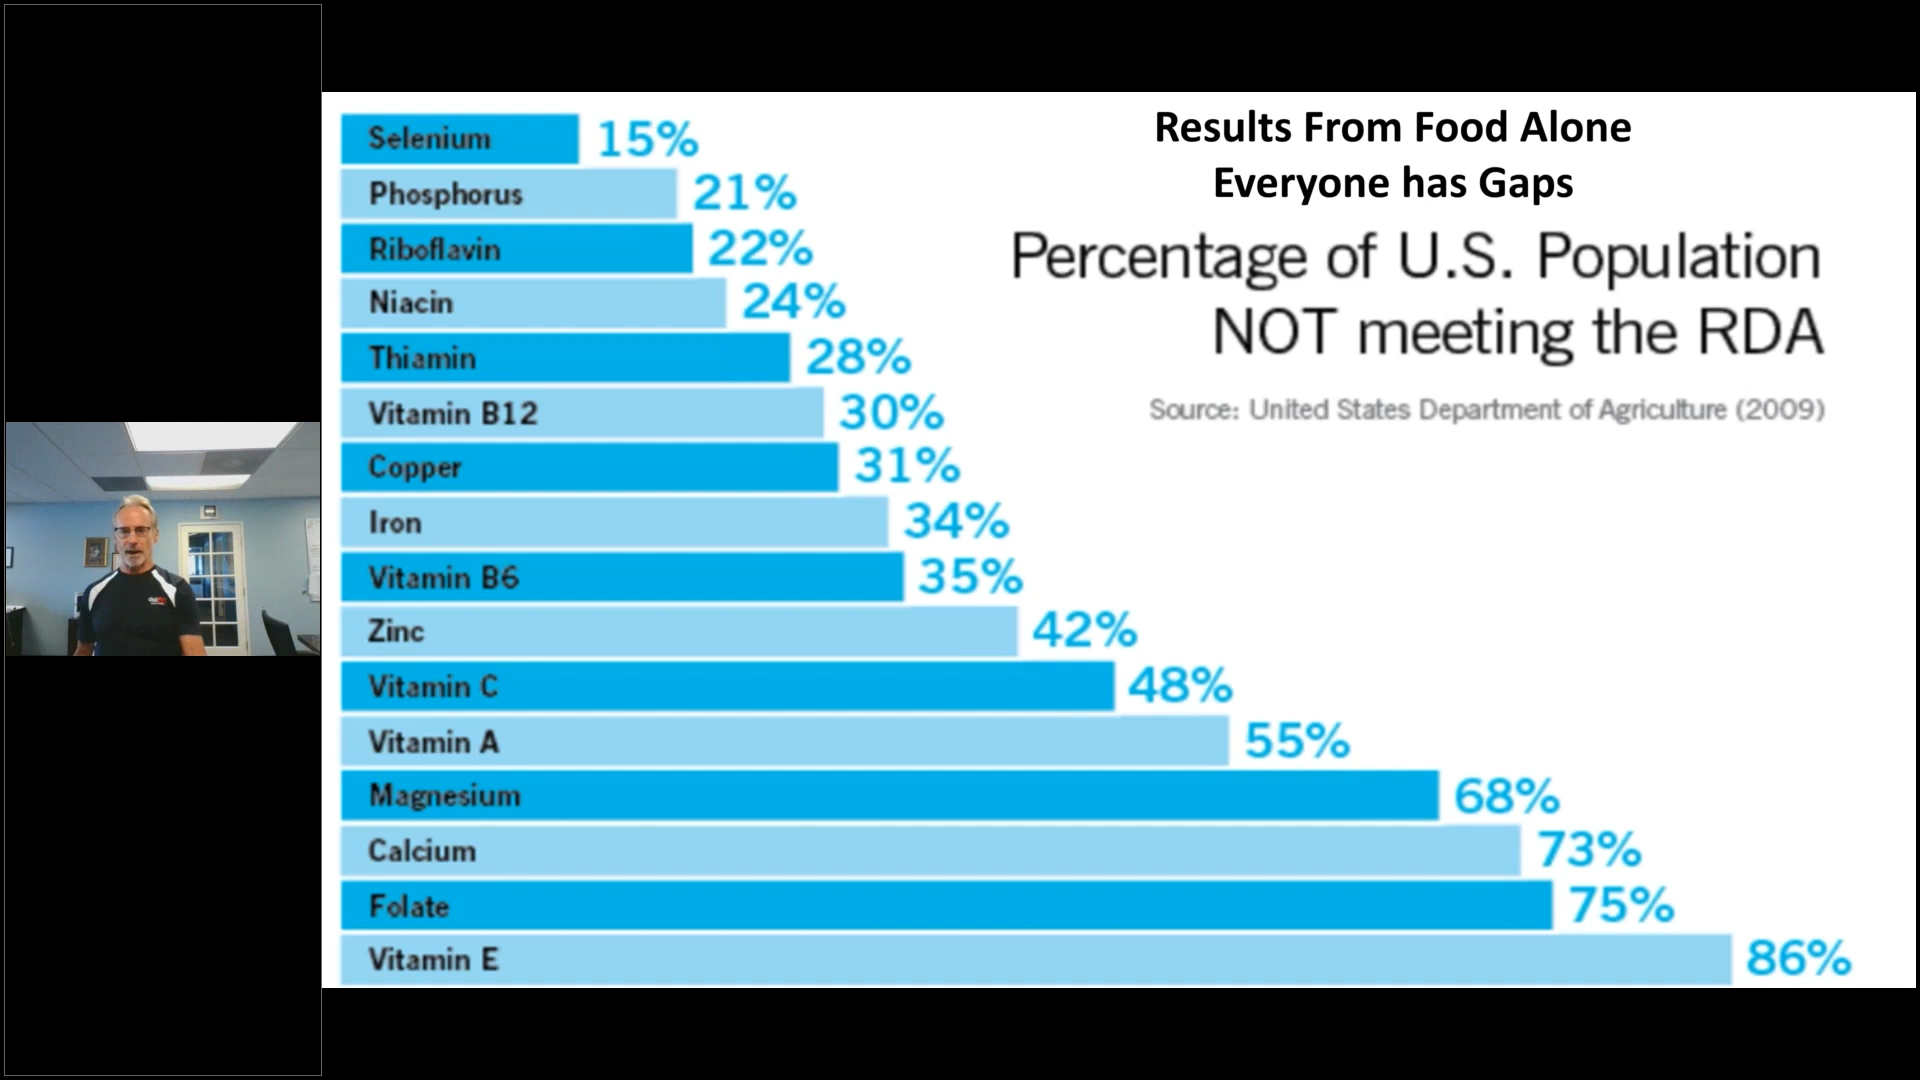 Results From Food Alone
Everyone has Gaps
Percentage of U.S. Population
NOT meeting the RDA
Source: United States Department of Agriculture (2009)
Selenium 15%
Phosphorus 21%
Riboflavin 22%
Niacin 24%
Thiamin 28%
Vitamin B12 30%
Copper 31%
Iron 34%
Vitamin B6 35%
Zinc 42%
Vitamin C 48%
Vitamin A 55%
Magnesium 68%
Calcium 73%
Folate 75%
Vitamin E 86%